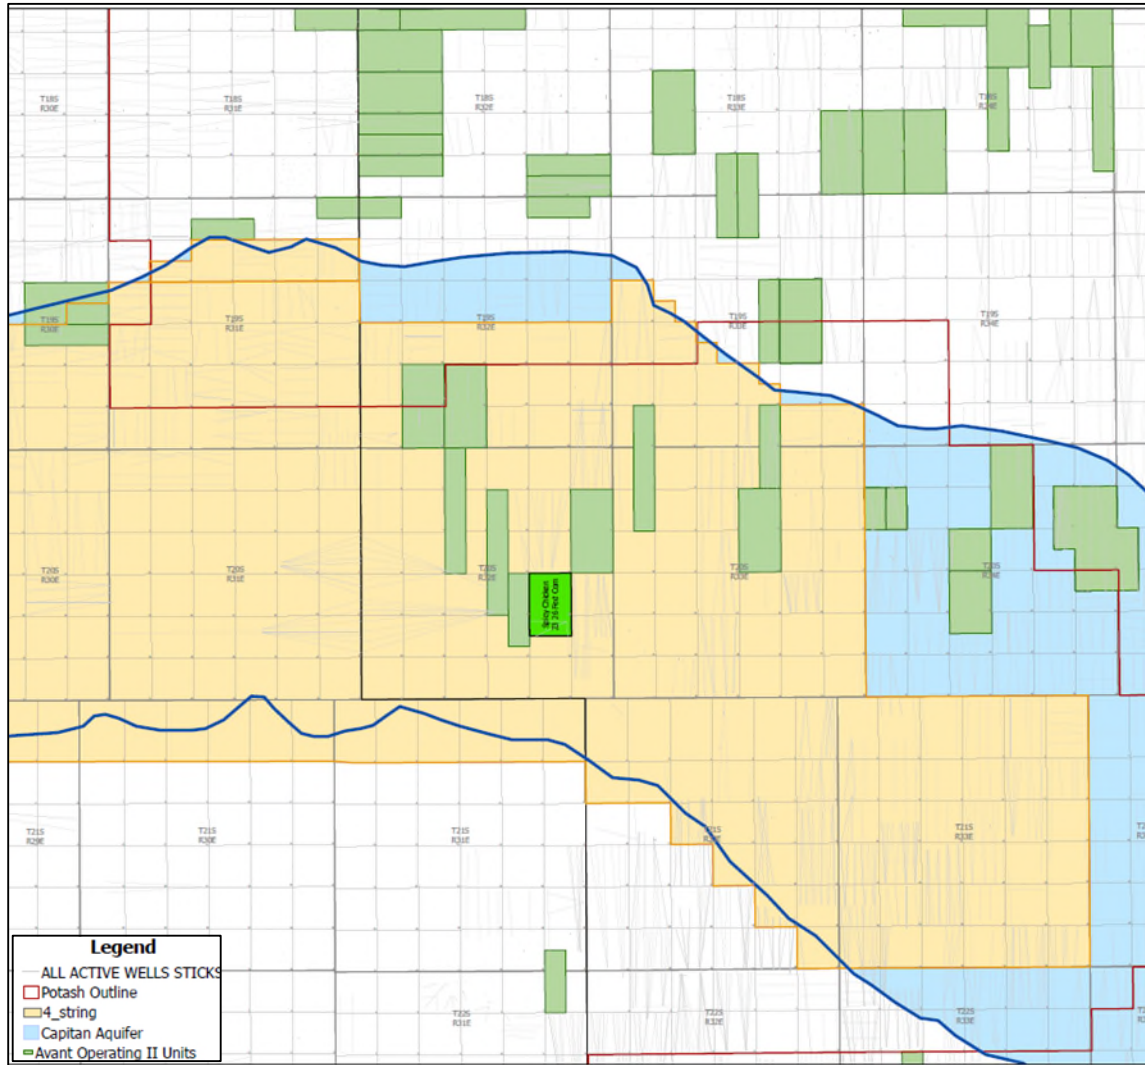 T18S
R30E
T18S
R31E
T18S
R32E
T18S
R33E
T18S
R34E
T19S
R30E
T19S
R31E
T19S
R32E
T19S
R33E
T19S
R34E
T20S
R30E
T20S
R31E
T20S
R32E
T20S
R33E
T20S
R34E
Spicy Chicken
23 26 Fed Com
T21S
R29E
T21S
R30E
T21S
R31E
T21S
T21S
R33E
T22S
R31E
T22S
R32E
T22S
R33E
Legend
ALL ACTIVE WELLS STICKS
Potash Outline
4_string
Capitan Aquifer
Avant Operating II Units